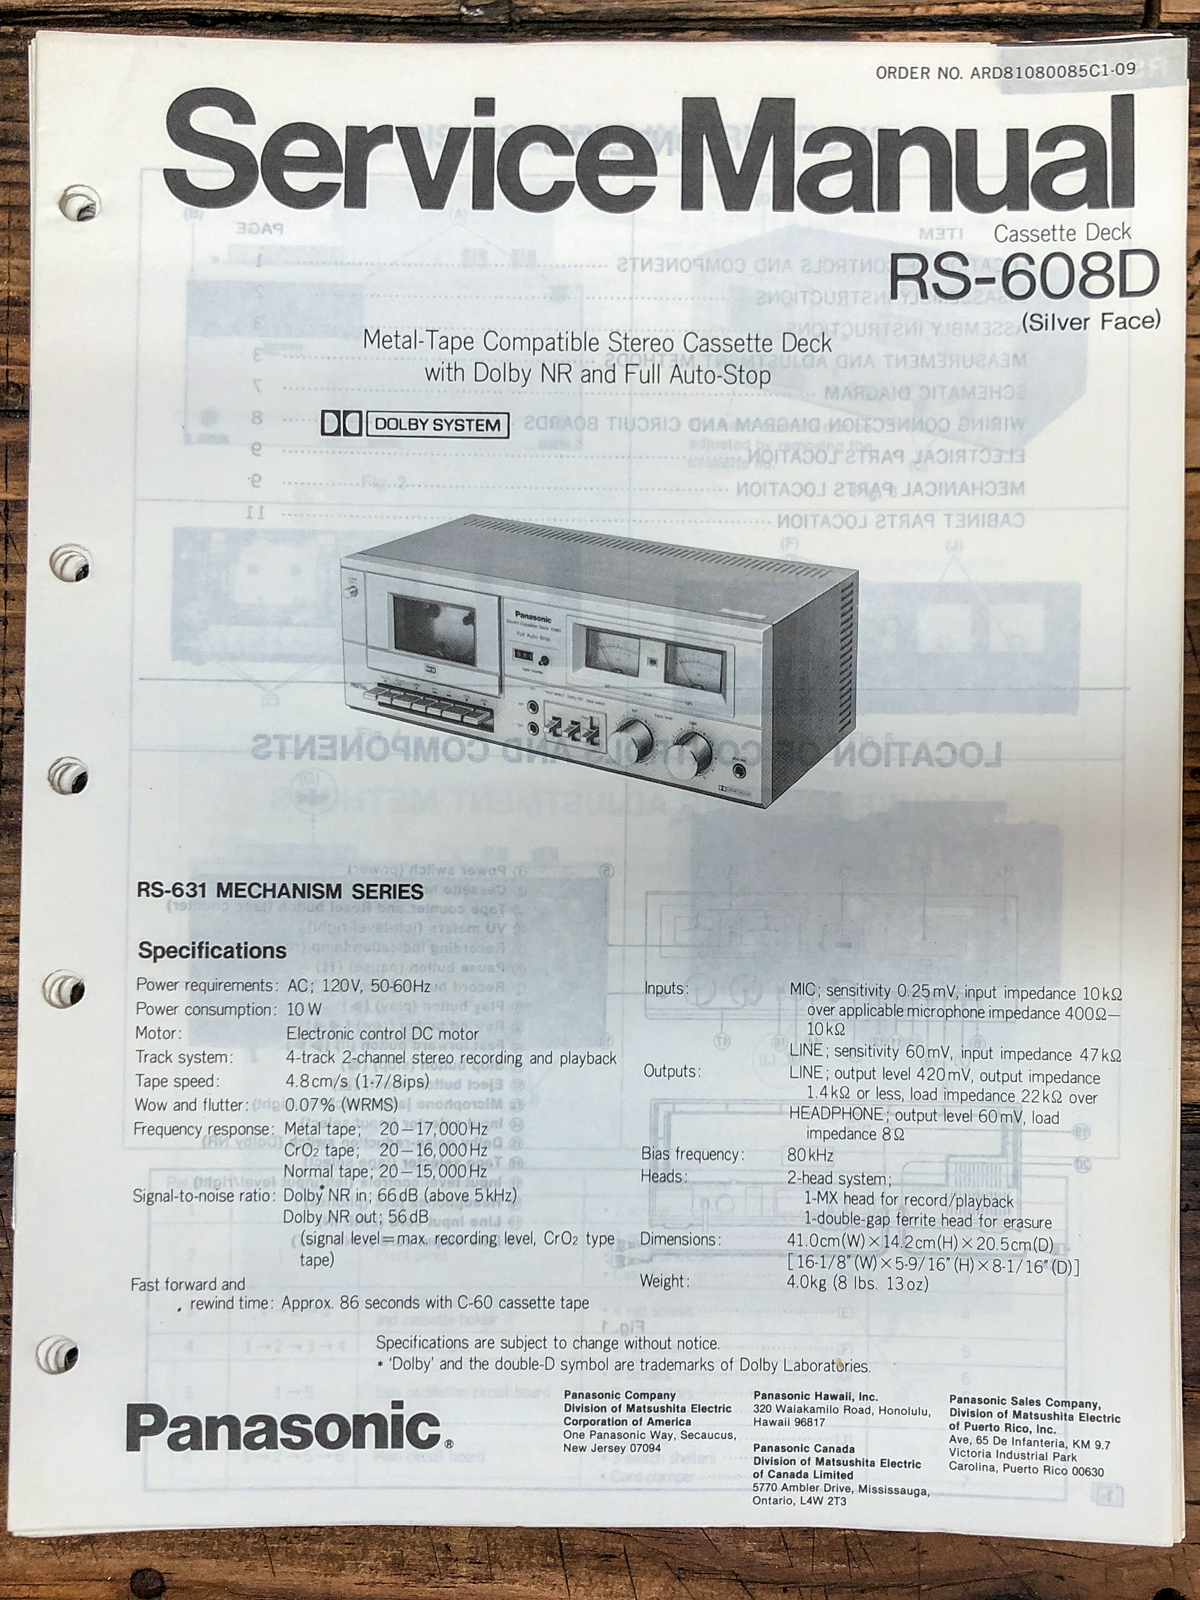 ORDER NO. ARD81080085C1-09
Service Manual
Cassette Deck
RS-608D
(Silver Face)
Metal-Tape Compatible Stereo Cassette Deck
with Dolby NR and Full Auto-Stop
DOLBY SYSTEM
Panasonic
Full Auto Stop
RS-631 MECHANISM SERIES
Specifications
Power requirements: AC; 120V, 50-60Hz
Power consumption: 10W
Motor: Electronic control DC motor
Track system: 4-track 2-channel stereo recording and playback
Tape speed: 4.8cm/s (1-7/8ips)
Wow and flutter: 0.07% (WRMS)
Frequency response: Metal tape; 20—17,000Hz
CrO2 tape; 20—16,000Hz
Normal tape; 20—15,000Hz
Signal-to-noise ratio: Dolby* NR in; 66dB (above 5kHz)
Dolby NR out; 56dB
(signal level=max. recording level, CrO2 type
tape)
Fast forward and
rewind time: Approx. 86 seconds with C-60 cassette tape
Inputs: MIC; sensitivity 0.25mV, input impedance 10kΩ
over applicable microphone impedance 400Ω—
10kΩ
LINE; sensitivity 60mV, input impedance 47kΩ
Outputs: LINE; output level 420mV, output impedance
1.4kΩ or less, load impedance 22kΩ over
HEADPHONE; output level 60mV, load
impedance 8Ω
Bias frequency: 80kHz
Heads: 2-head system;
1-MX head for record/playback
1-double-gap ferrite head for erasure
Dimensions: 41.0cm(W)×14.2cm(H)×20.5cm(D)
[16-1/8"(W)×5-9/16"(H)×8-1/16"(D)]
Weight: 4.0kg (8 lbs. 13oz)
Specifications are subject to change without notice.
* 'Dolby' and the double-D symbol are trademarks of Dolby Laboratories.
Panasonic®
Panasonic Company
Division of Matsushita Electric
Corporation of America
One Panasonic Way, Secaucus,
New Jersey 07094
Panasonic Hawaii, Inc.
320 Waiakamilo Road, Honolulu,
Hawaii 96817
Panasonic Canada
Division of Matsushita Electric
of Canada Limited
5770 Ambler Drive, Mississauga,
Ontario, L4W 2T3
Panasonic Sales Company,
Division of Matsushita Electric
of Puerto Rico, Inc.
Ave, 65 De Infanteria, KM 9.7
Victoria Industrial Park
Carolina, Puerto Rico 00630